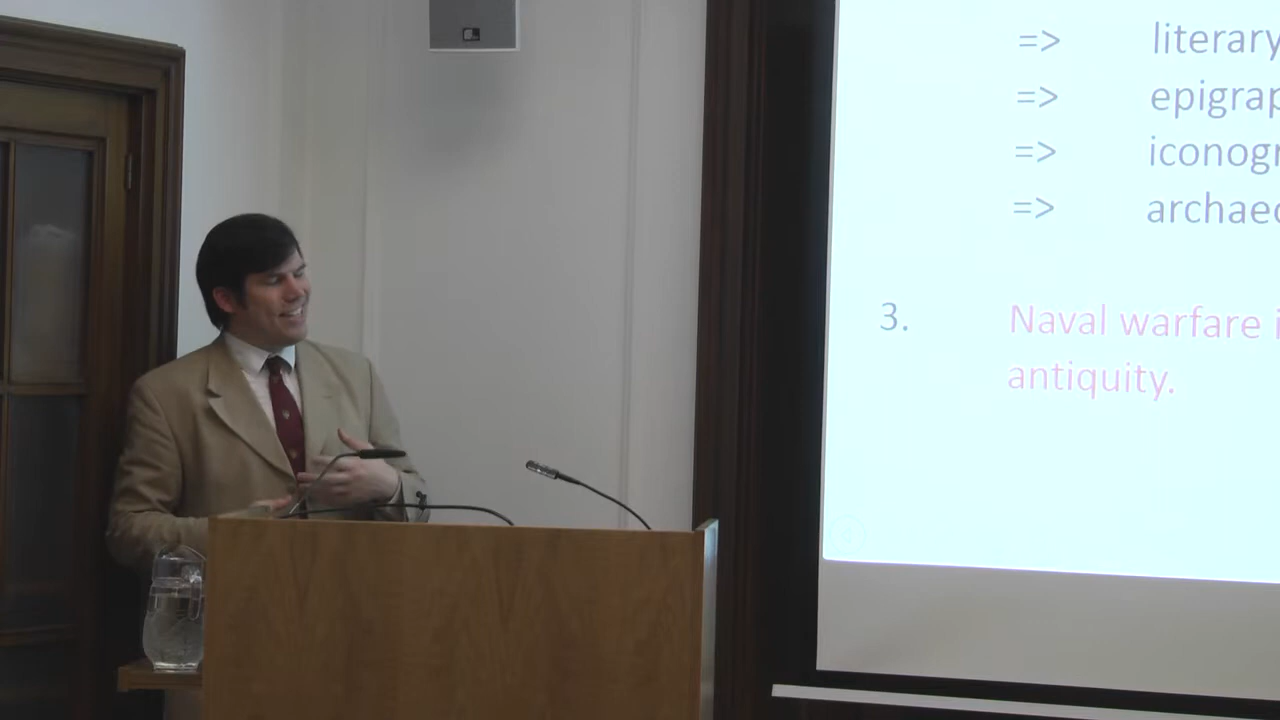 => literary
=> epigrap
=> iconogr
=> archaeo
3. Naval warfare i
antiquity.